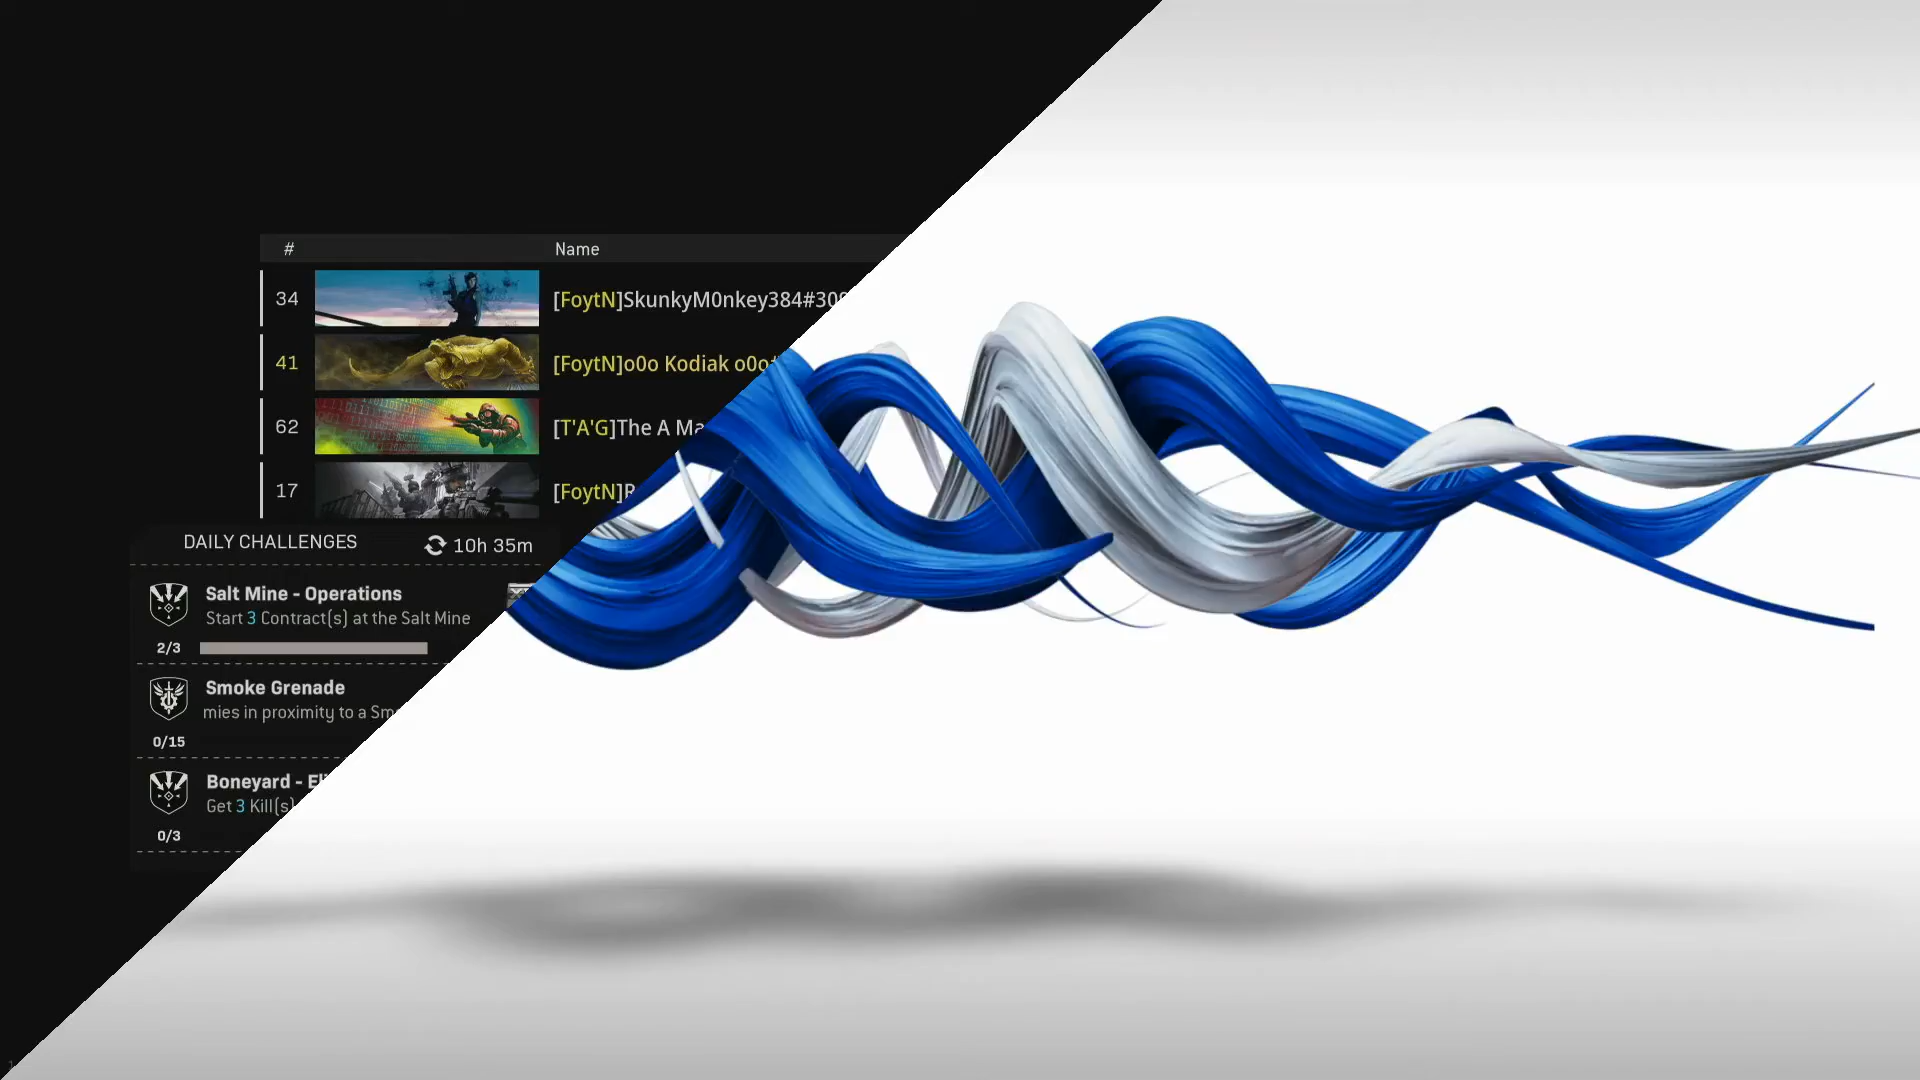 # Name
34 [FoytN]SkunkyM0nkey384#30
41 [FoytN]o0o Kodiak o0o
62 [T'A'G]The A Ma
17 [FoytN]R
DAILY CHALLENGES 10h 35m
Salt Mine - Operations
Start 3 Contract(s) at the Salt Mine
2/3
Smoke Grenade
mies in proximity to a Sm
0/15
Boneyard - El
Get 3 Kill(s)
0/3